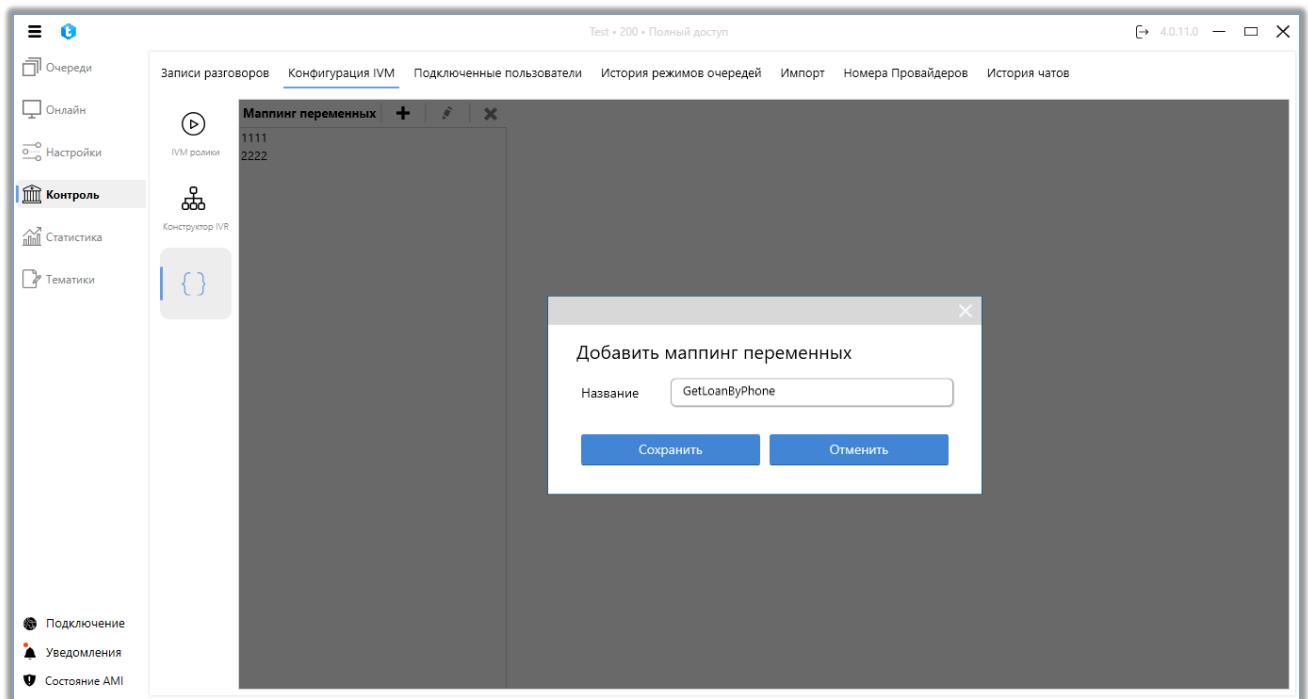 Test • 200 • Полный доступ
4.0.11.0
Очереди
Онлайн
Настройки
Контроль
Статистика
Тематики
Подключение
Уведомления
Состояние AMI
Записи разговоров Конфигурация IVM Подключенные пользователи История режимов очередей Импорт Номера Провайдеров История чатов
IVM ролики
Конструктор IVR
{ }
Маппинг переменных
1111
2222
Добавить маппинг переменных
Название GetLoanByPhone
Сохранить Отменить